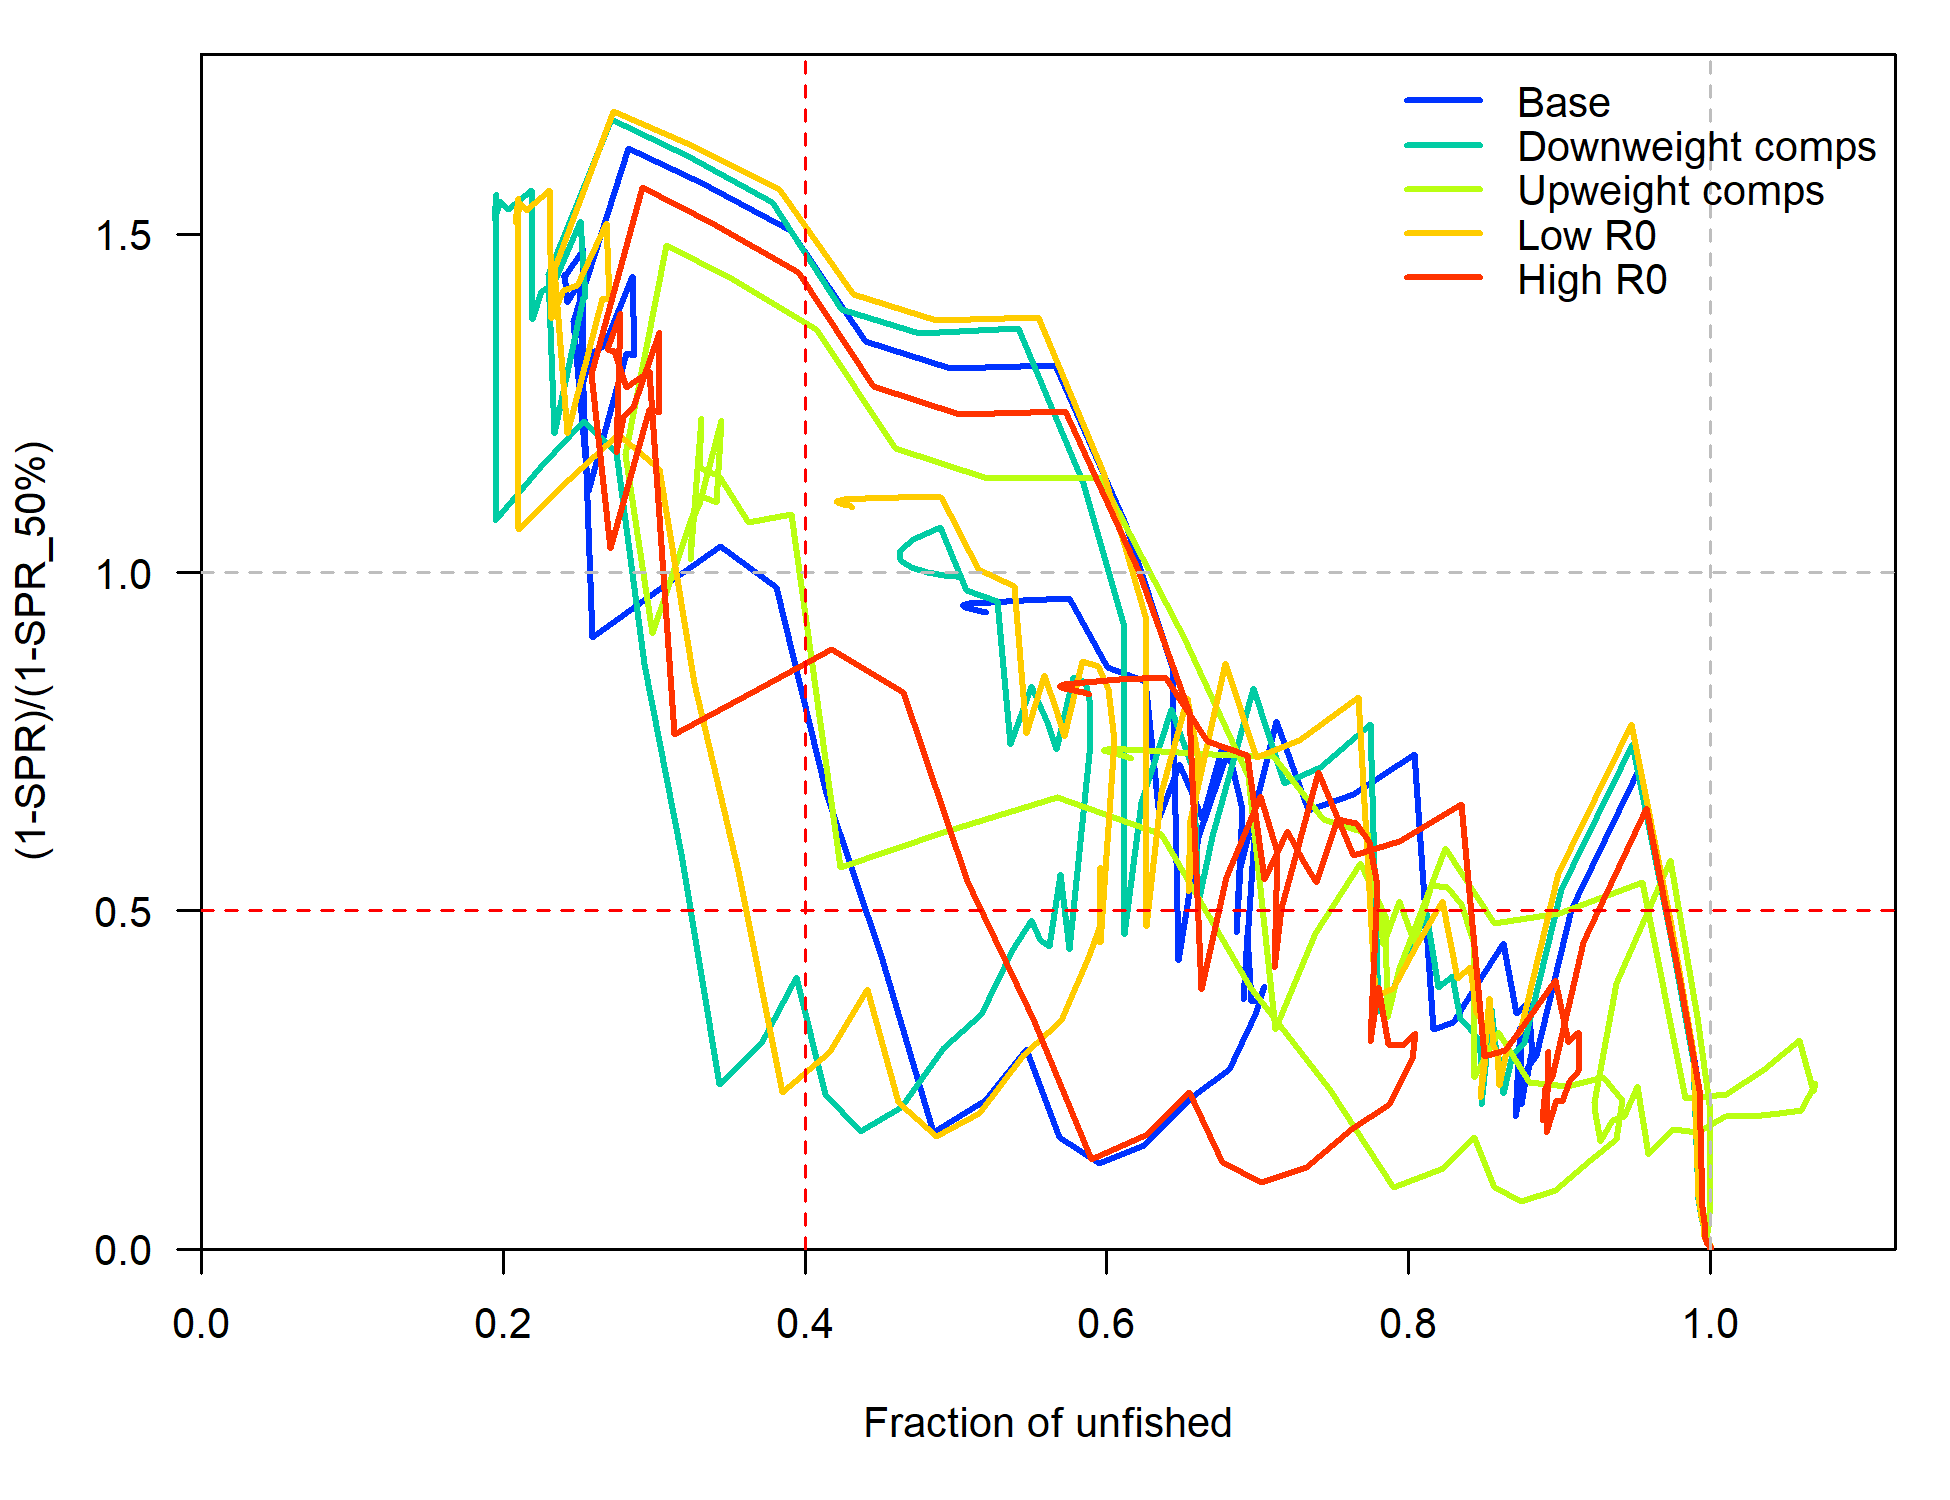 Base
Downweight comps
Upweight comps
Low R0
High R0
(1-SPR)/(1-SPR_50%)
1.5
1.0
0.5
0.0
0.0 0.2 0.4 0.6 0.8 1.0
Fraction of unfished